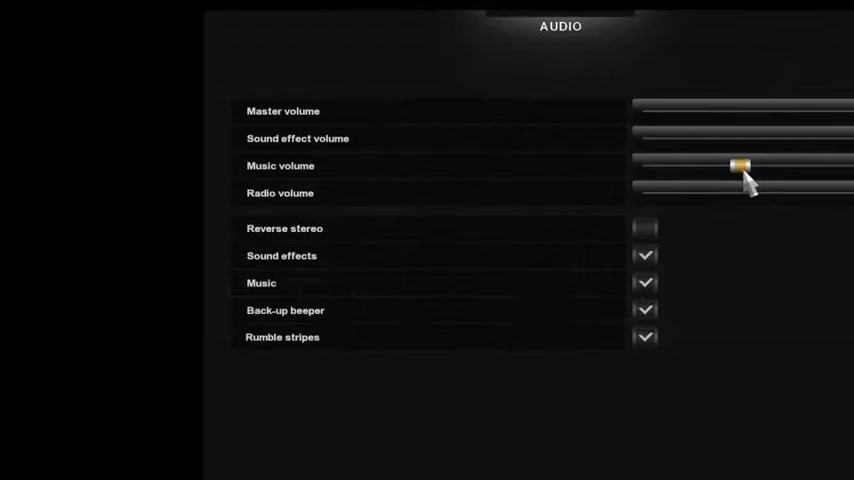 AUDIO
Master volume
Sound effect volume
Music volume
Radio volume
Reverse stereo
Sound effects
Music
Back-up beeper
Rumble stripes